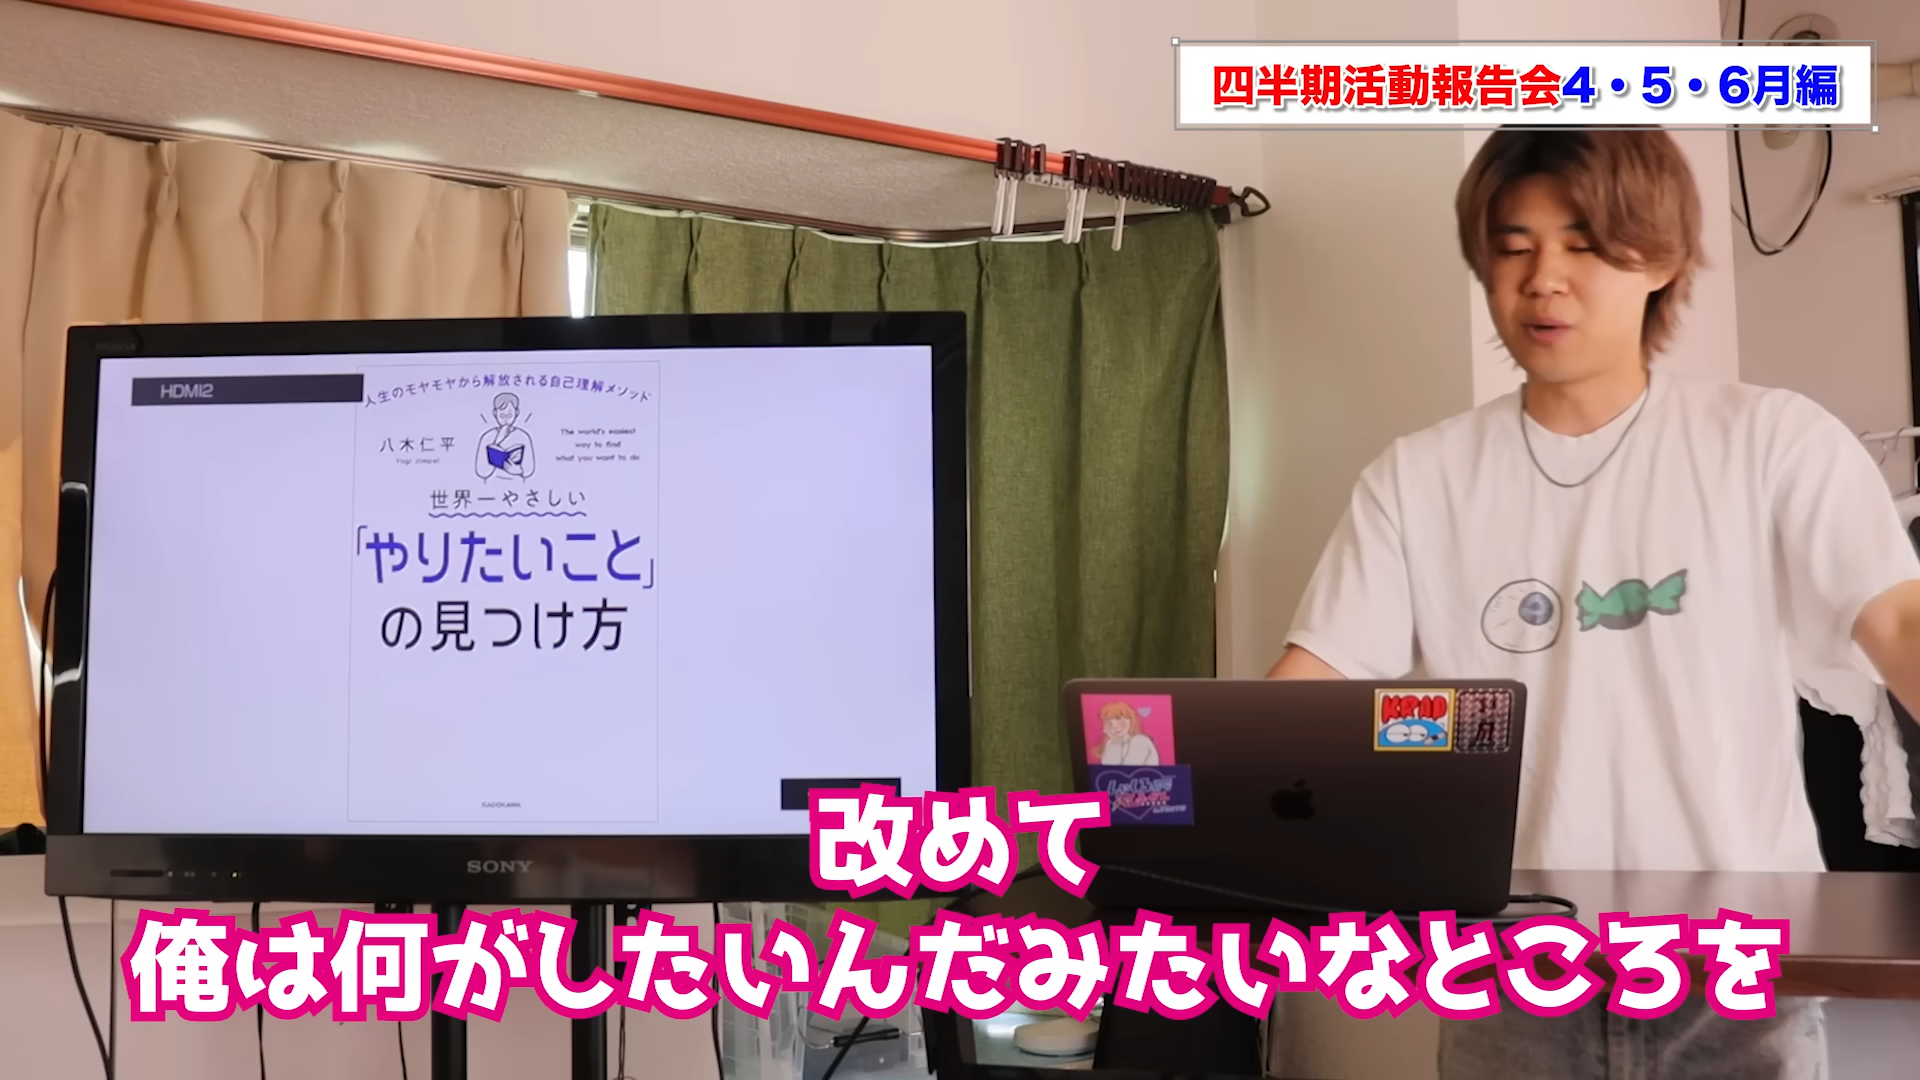 四半期活動報告会4・5・6月編
HDMI2
人生のモヤモヤから解放される自己理解メソッド
八木仁平
Yagi Jimpei
The world's easiest
way to find
what you want to do
世界一やさしい
「やりたいこと」
の見つけ方
KADOKAWA
SONY
KRAP
改めて
俺は何がしたいんだみたいなところを